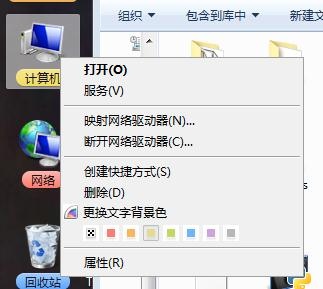 组织
包含到库中
新建文
计算机
打开(O)
服务(V)
映射网络驱动器(N)...
断开网络驱动器(C)...
网络
创建快捷方式(S)
删除(D)
更换文字背景色
属性(R)
回收站